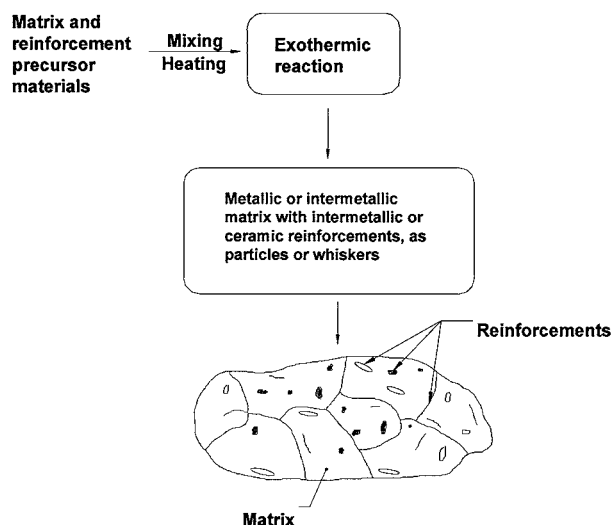 Matrix and
reinforcement
precursor
materials
Mixing
Heating
Exothermic
reaction
Metallic or intermetallic
matrix with intermetallic or
ceramic reinforcements, as
particles or whiskers
Reinforcements
Matrix